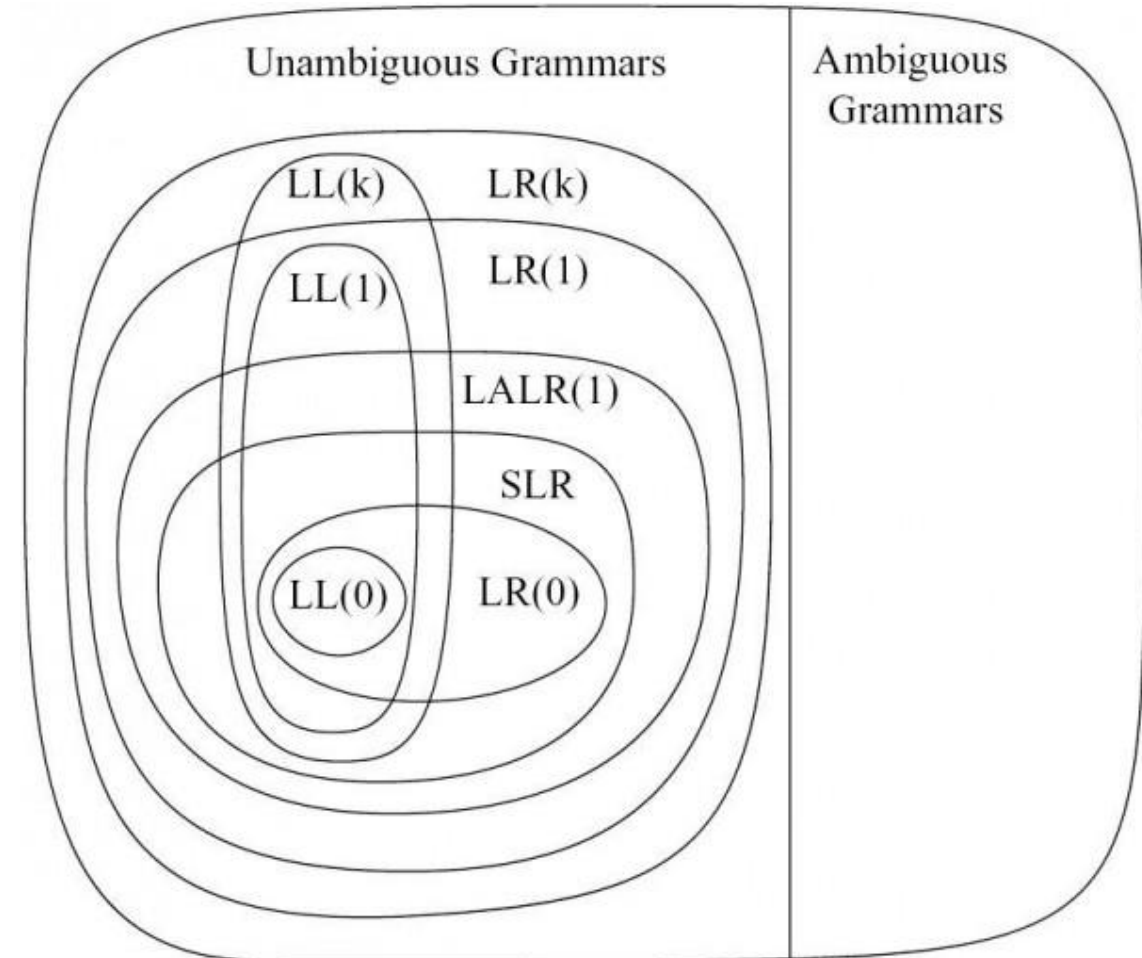 Unambiguous Grammars
Ambiguous
Grammars
LL(k)
LR(k)
LL(1)
LR(1)
LALR(1)
SLR
LL(0)
LR(0)